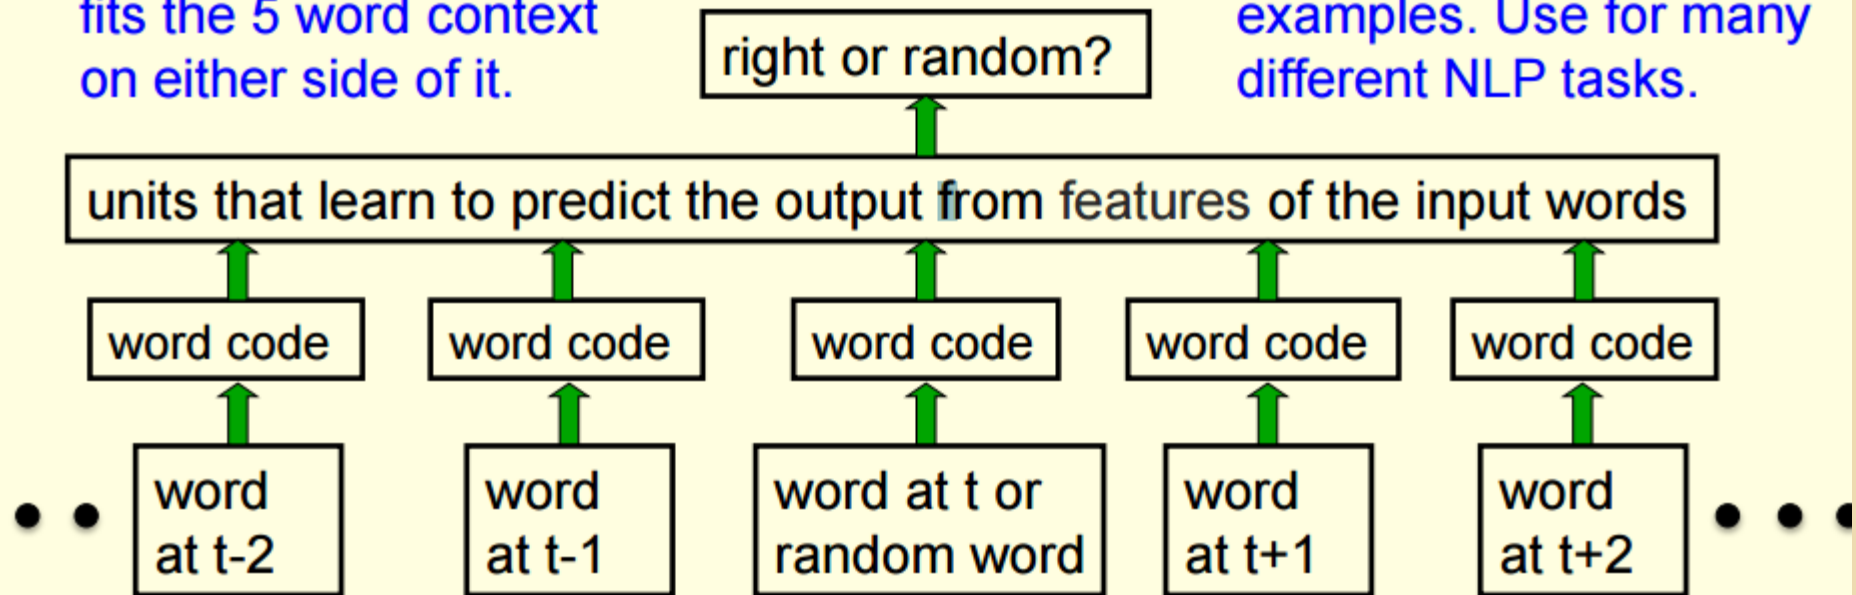 fits the 5 word context
on either side of it.
examples. Use for many
different NLP tasks.
right or random?
units that learn to predict the output from features of the input words
word code
word code
word code
word code
word code
word
at t-2
word
at t-1
word at t or
random word
word
at t+1
word
at t+2